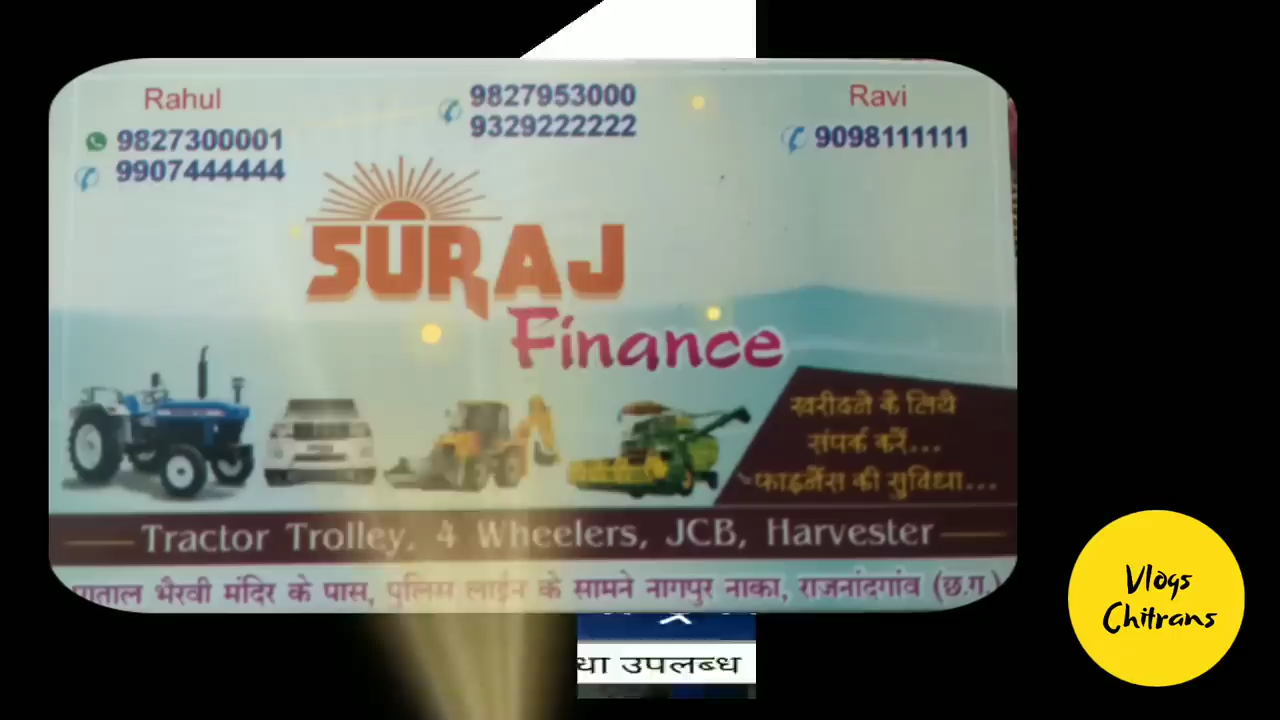 Rahul
9827300001
9907444444
9827953000
9329222222
Ravi
9098111111
SURAJ
Finance
खरीदने के लिये
संपर्क करें...
फाइनेंस की सुविधा...
Tractor Trolley, 4 Wheelers, JCB, Harvester
पाताल भैरवी मंदिर के पास, पुलिस लाईन के सामने नागपुर नाका, राजनांदगांव (छ.ग.)
धा उपलब्ध
Vlogs
Chitrans